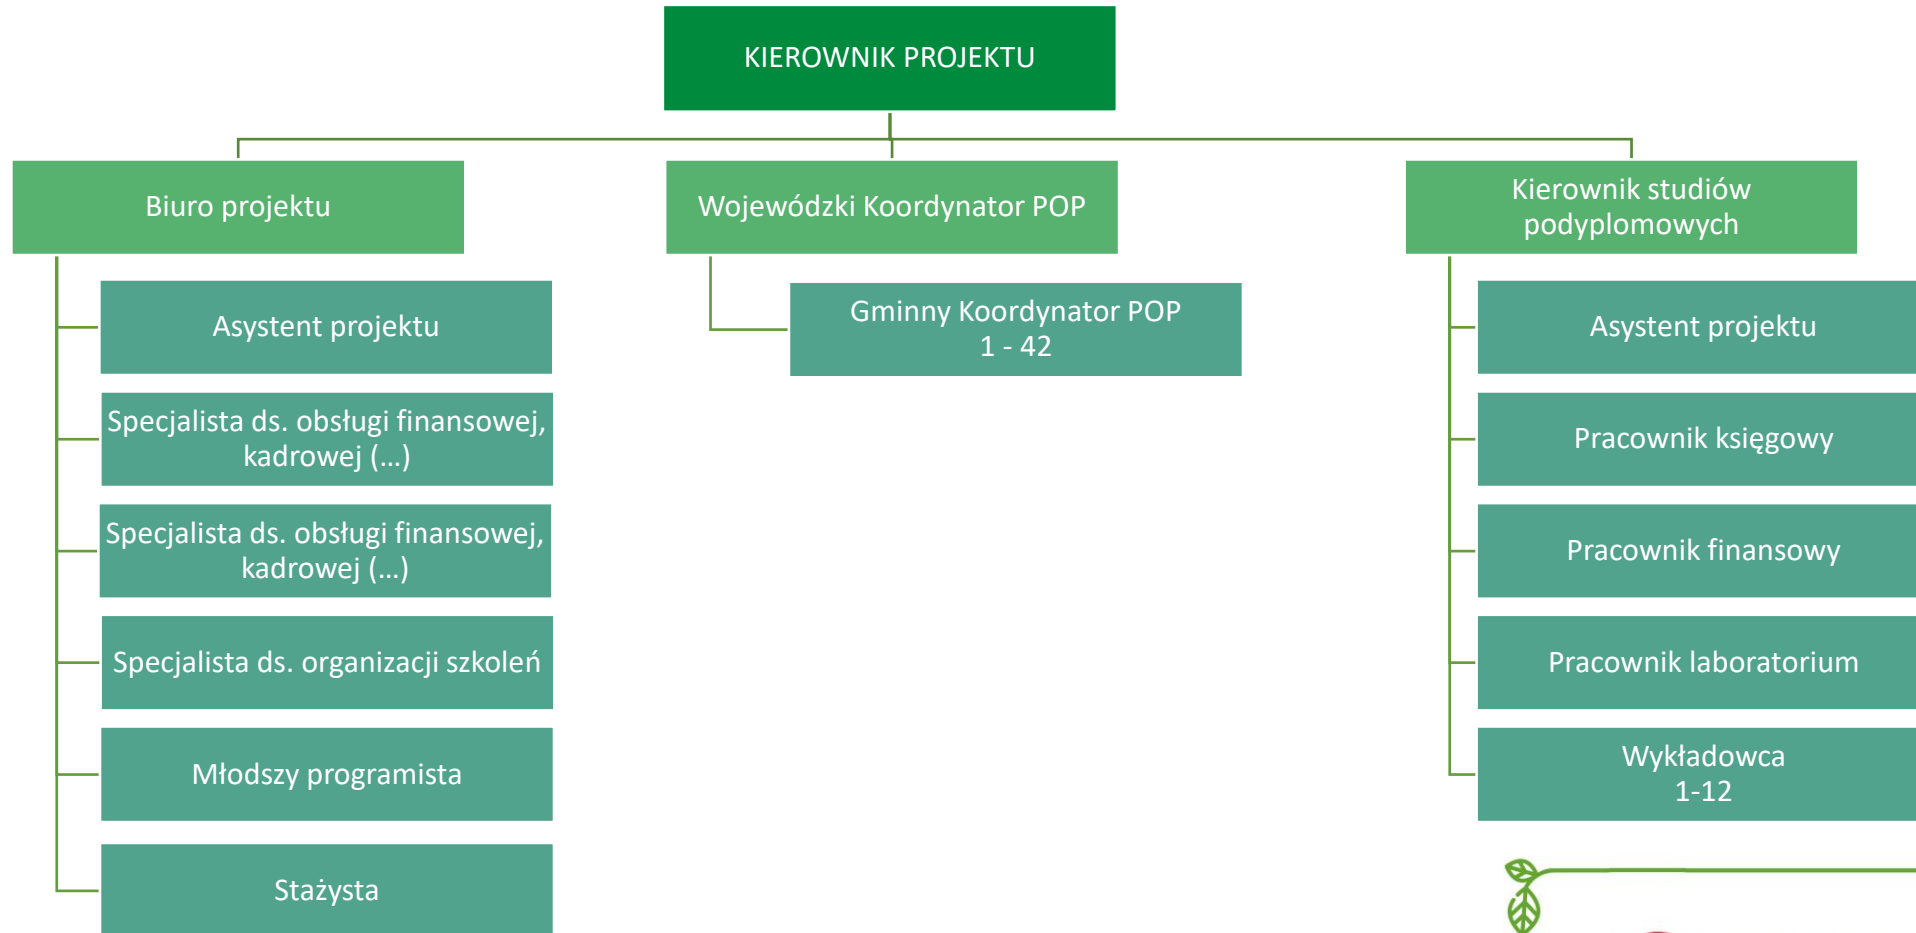 KIEROWNIK PROJEKTU
Biuro projektu
Asystent projektu
Specjalista ds. obsługi finansowej,
kadrowej (...)
Specjalista ds. obsługi finansowej,
kadrowej (...)
Specjalista ds. organizacji szkoleń
Młodszy programista
Stażysta
Wojewódzki Koordynator POP
Gminny Koordynator POP
1 - 42
Kierownik studiów
podyplomowych
Asystent projektu
Pracownik księgowy
Pracownik finansowy
Pracownik laboratorium
Wykładowca
1-12